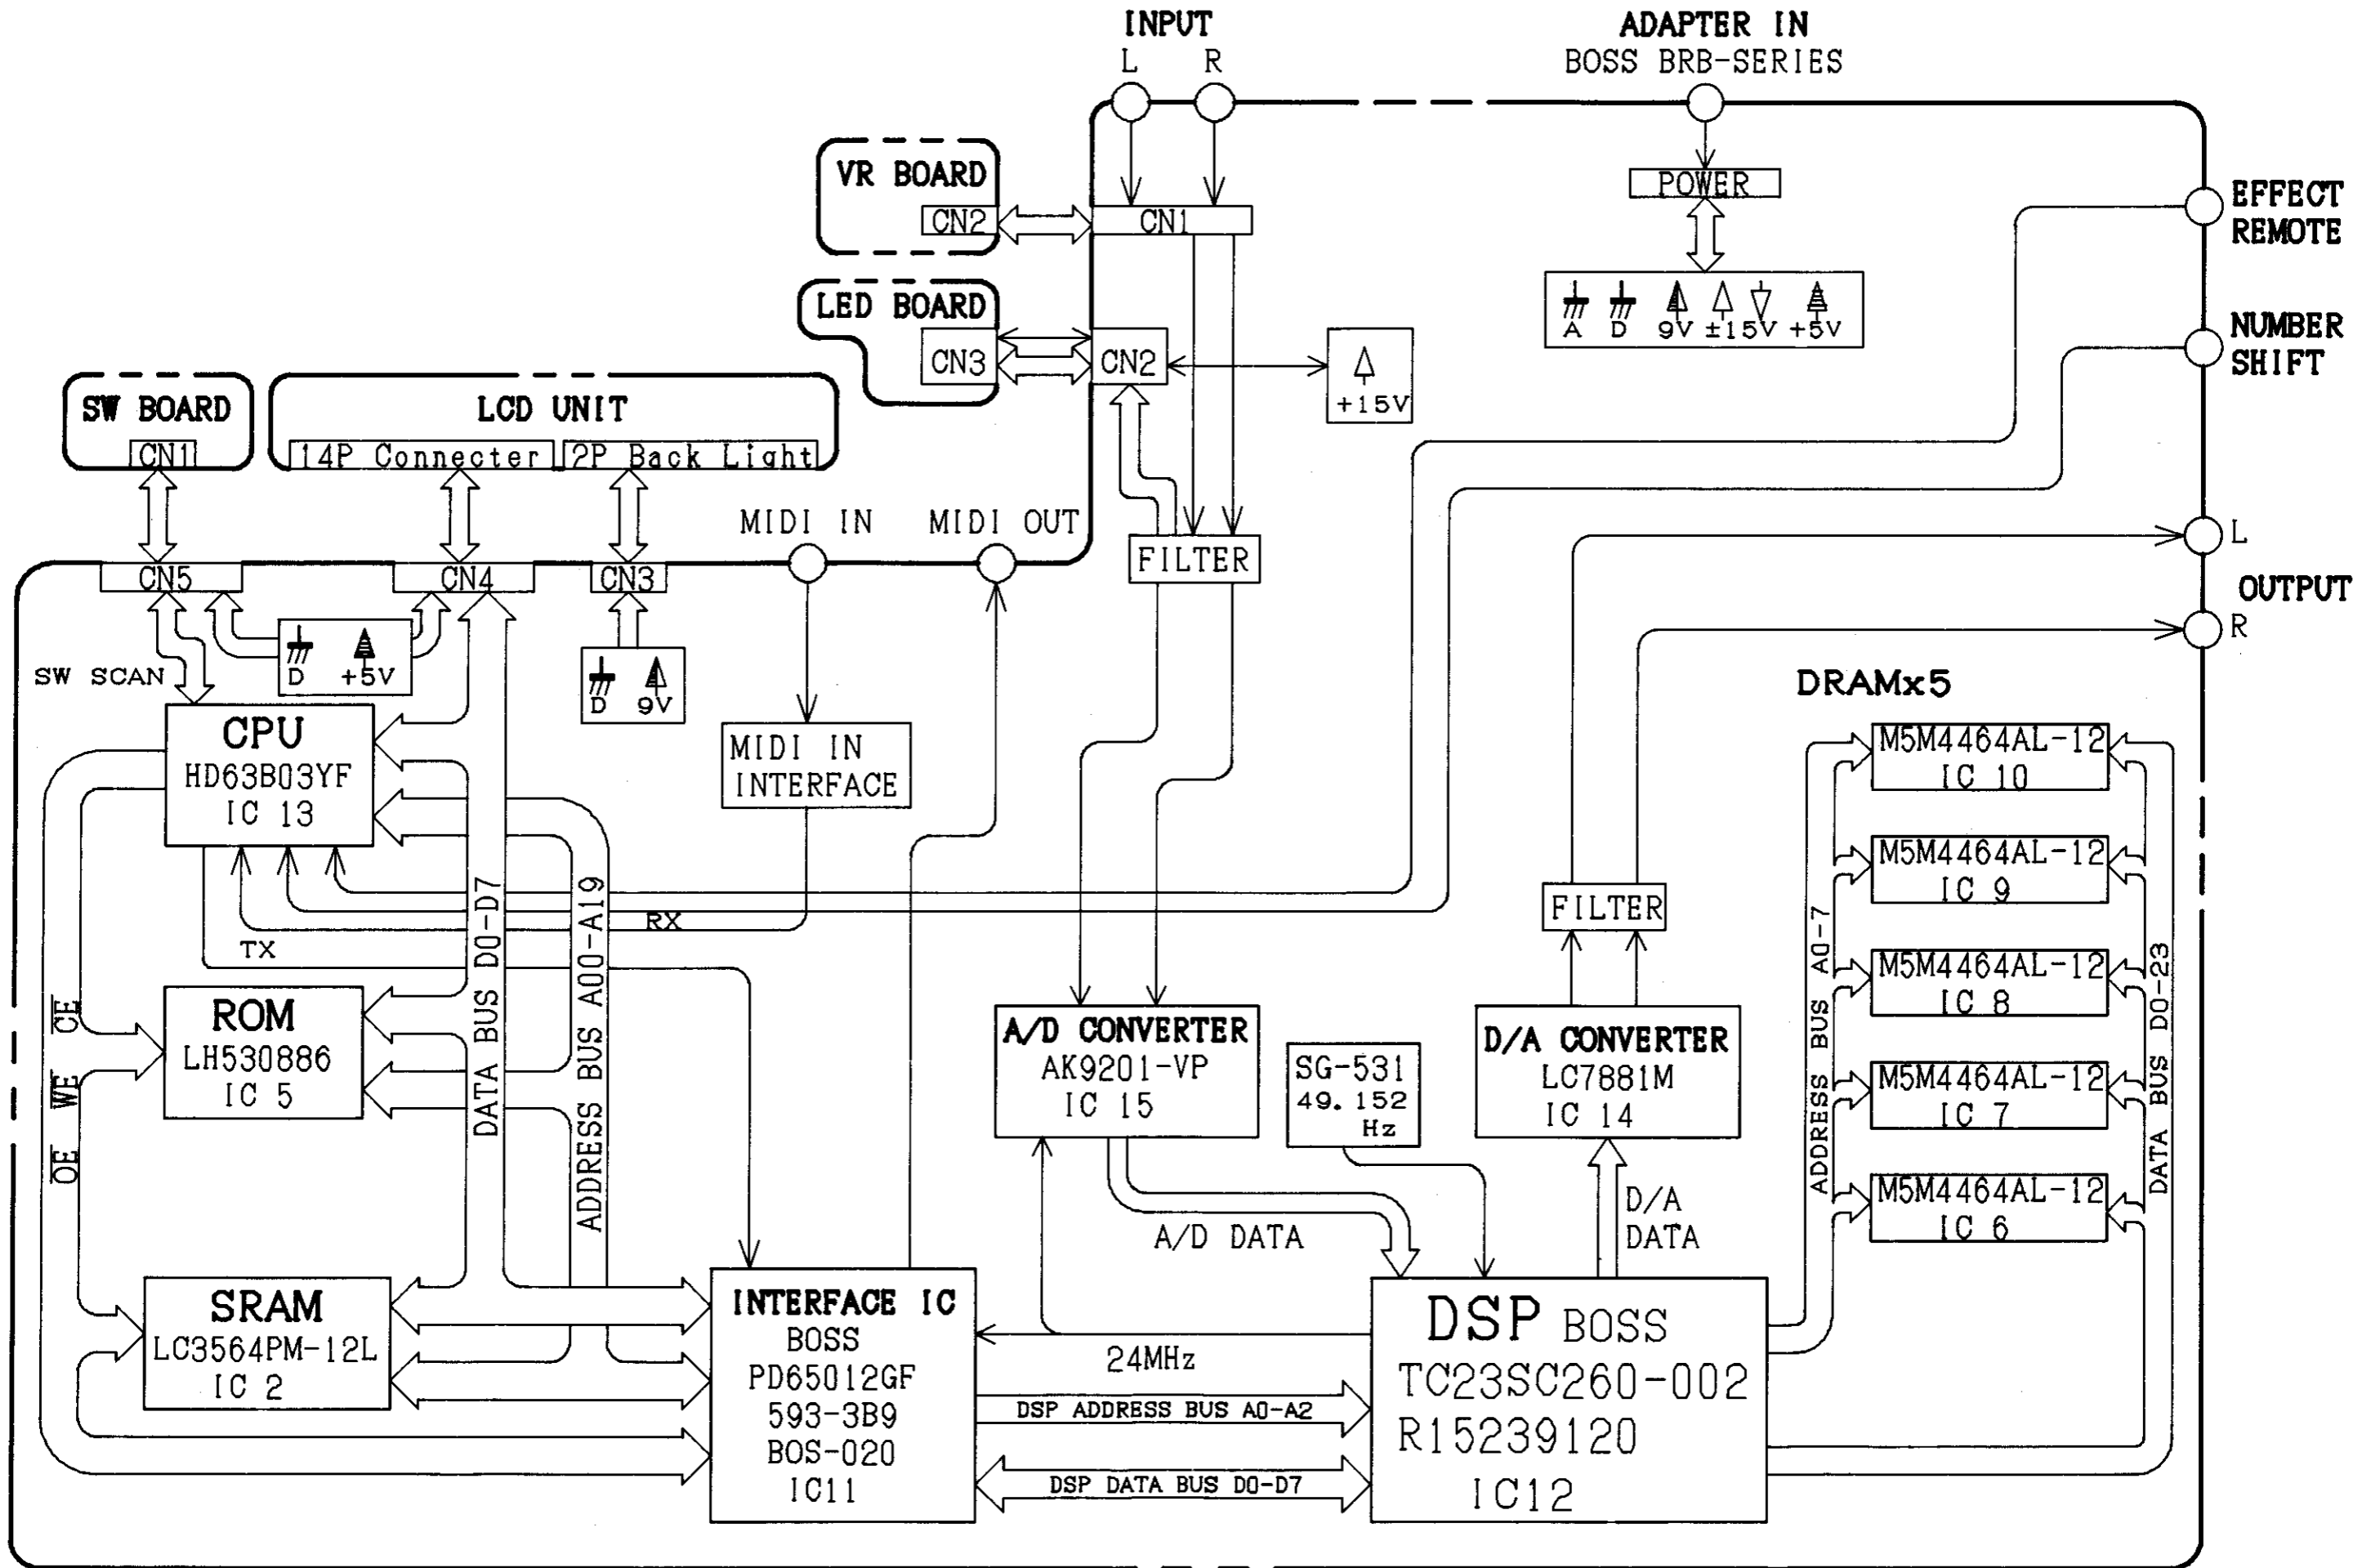 INPUT
L R
ADAPTER IN
BOSS BRB-SERIES
VR BOARD
CN2
CN1
POWER
EFFECT
REMOTE
LED BOARD
CN3
CN2
+15V
A D 9V ±15V +5V
NUMBER
SHIFT
SW BOARD
CN1
LCD UNIT
14P Connecter
2P Back Light
MIDI IN
MIDI OUT
FILTER
L
OUTPUT
R
CN5
CN4
CN3
SW SCAN
D +5V
D 9V
CPU
HD63B03YF
IC 13
MIDI IN
INTERFACE
DRAMx5
M5M4464AL-12
IC 10
M5M4464AL-12
IC 9
M5M4464AL-12
IC 8
M5M4464AL-12
IC 7
M5M4464AL-12
IC 6
ADDRESS BUS A0-7
DATA BUS D0-23
RX
TX
FILTER
DATA BUS D0-D7
ADDRESS BUS A00-A19
CE
WE
OE
ROM
LH530886
IC 5
A/D CONVERTER
AK9201-VP
IC 15
SG-531
49.152
Hz
D/A CONVERTER
LC7881M
IC 14
A/D DATA
D/A
DATA
SRAM
LC3564PM-12L
IC 2
INTERFACE IC
BOSS
PD65012GF
593-3B9
BOS-020
IC11
24MHz
DSP ADDRESS BUS A0-A2
DSP DATA BUS D0-D7
DSP BOSS
TC23SC260-002
R15239120
IC12